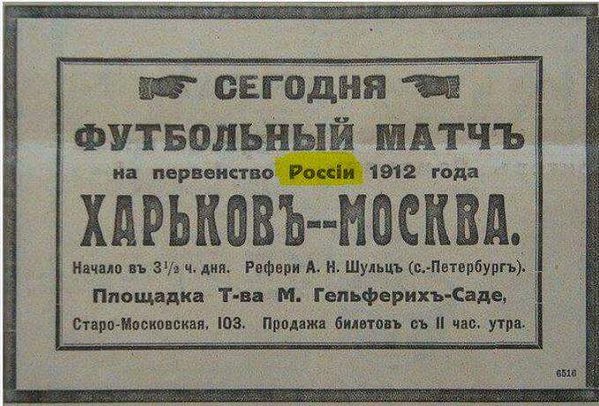 СЕГОДНЯ
ФУТБОЛЬНЫЙ МАТЧЪ
на первенство Россіи 1912 года
ХАРЬКОВЪ--МОСКВА.
Начало въ 3½ ч. дня. Рефери А. Н. Шульцъ (с.-Петербургъ).
Площадка Т-ва М. Гельферихъ-Саде,
Старо-Московская, 103. Продажа билетовъ съ 11 час. утра.
6516